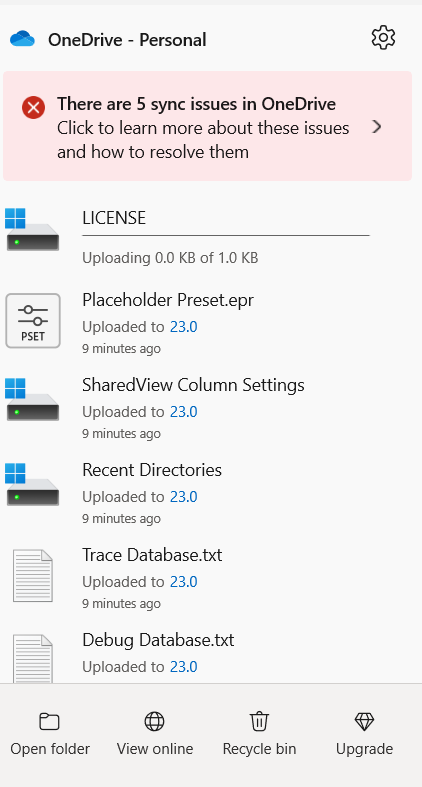 OneDrive - Personal
There are 5 sync issues in OneDrive
Click to learn more about these issues
and how to resolve them
LICENSE
Uploading 0.0 KB of 1.0 KB
Placeholder Preset.epr
Uploaded to 23.0
9 minutes ago
PSET
SharedView Column Settings
Uploaded to 23.0
9 minutes ago
Recent Directories
Uploaded to 23.0
9 minutes ago
Trace Database.txt
Uploaded to 23.0
9 minutes ago
Debug Database.txt
Uploaded to 23.0
Open folder
View online
Recycle bin
Upgrade